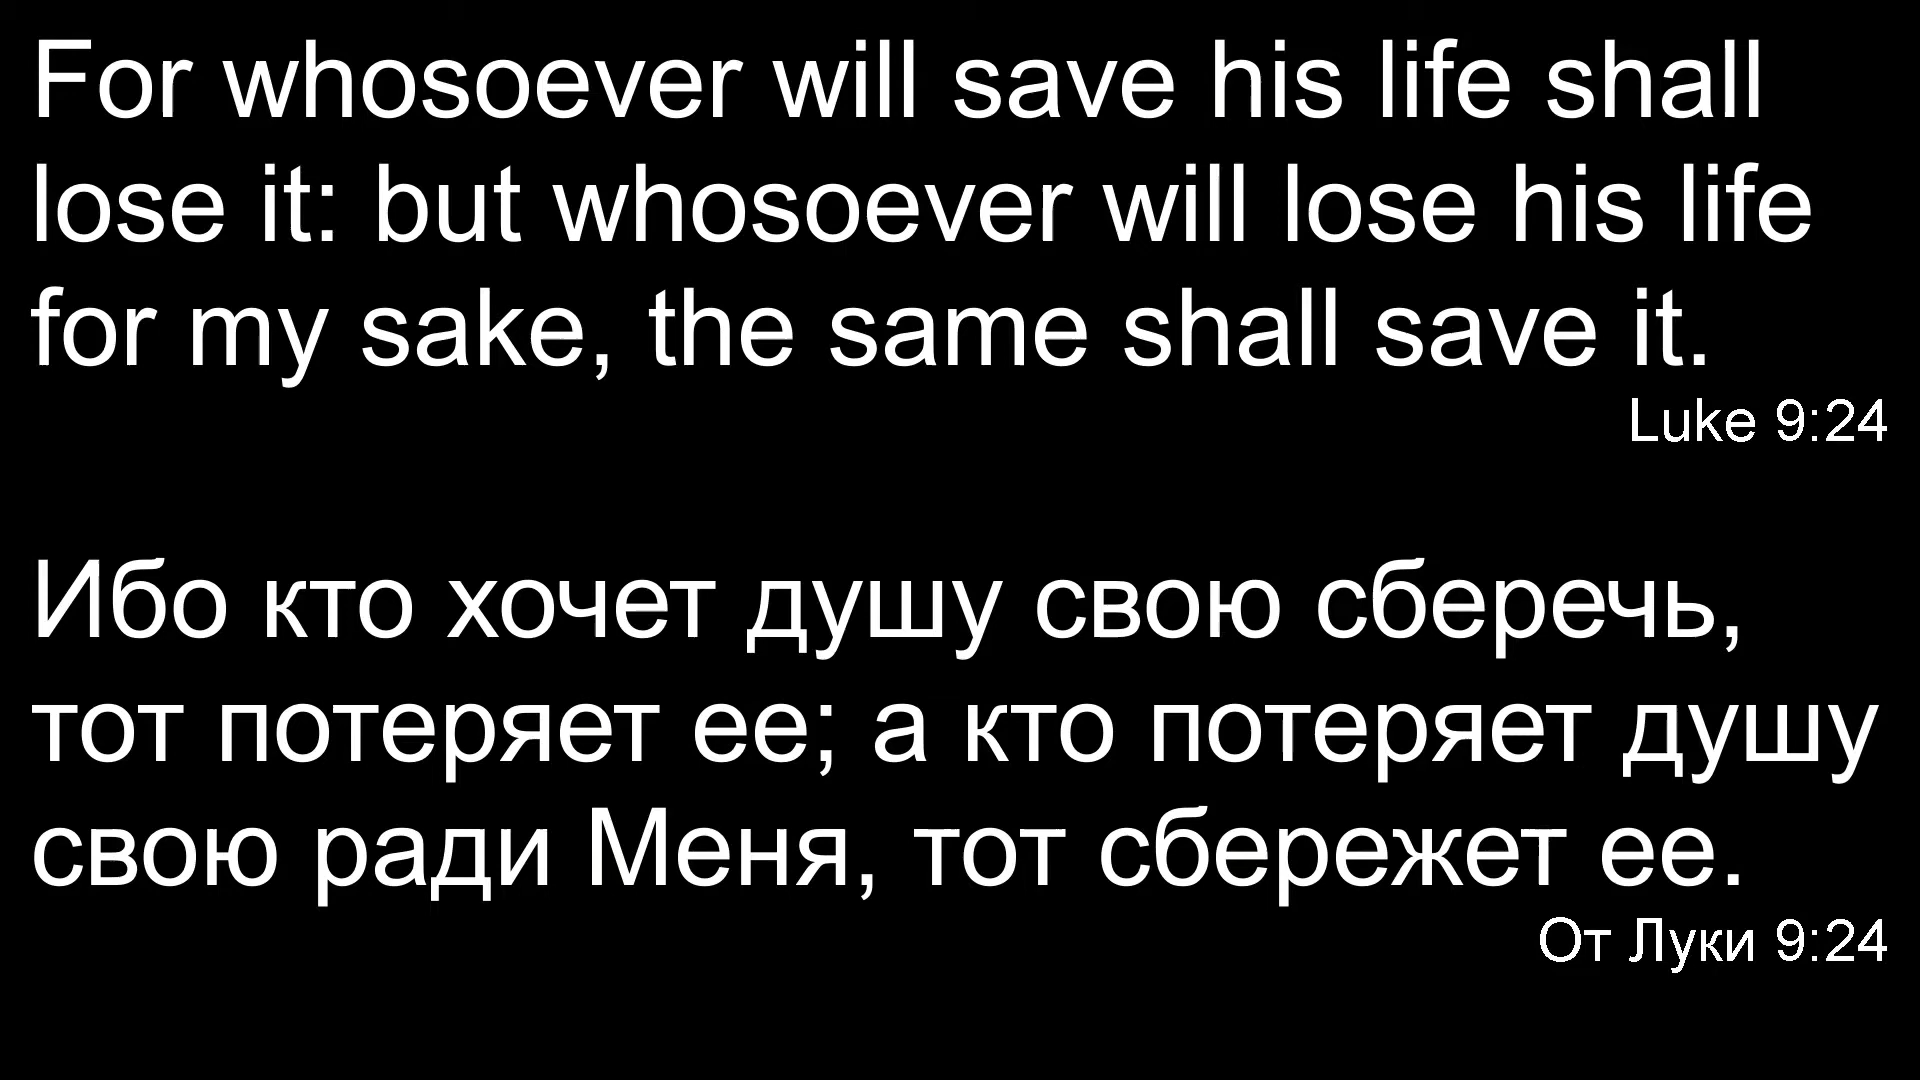 For whosoever will save his life shall
lose it: but whosoever will lose his life
for my sake, the same shall save it.
Luke 9:24
Ибо кто хочет душу свою сберечь,
тот потеряет ее; а кто потеряет душу
свою ради Меня, тот сбережет ее.
От Луки 9:24